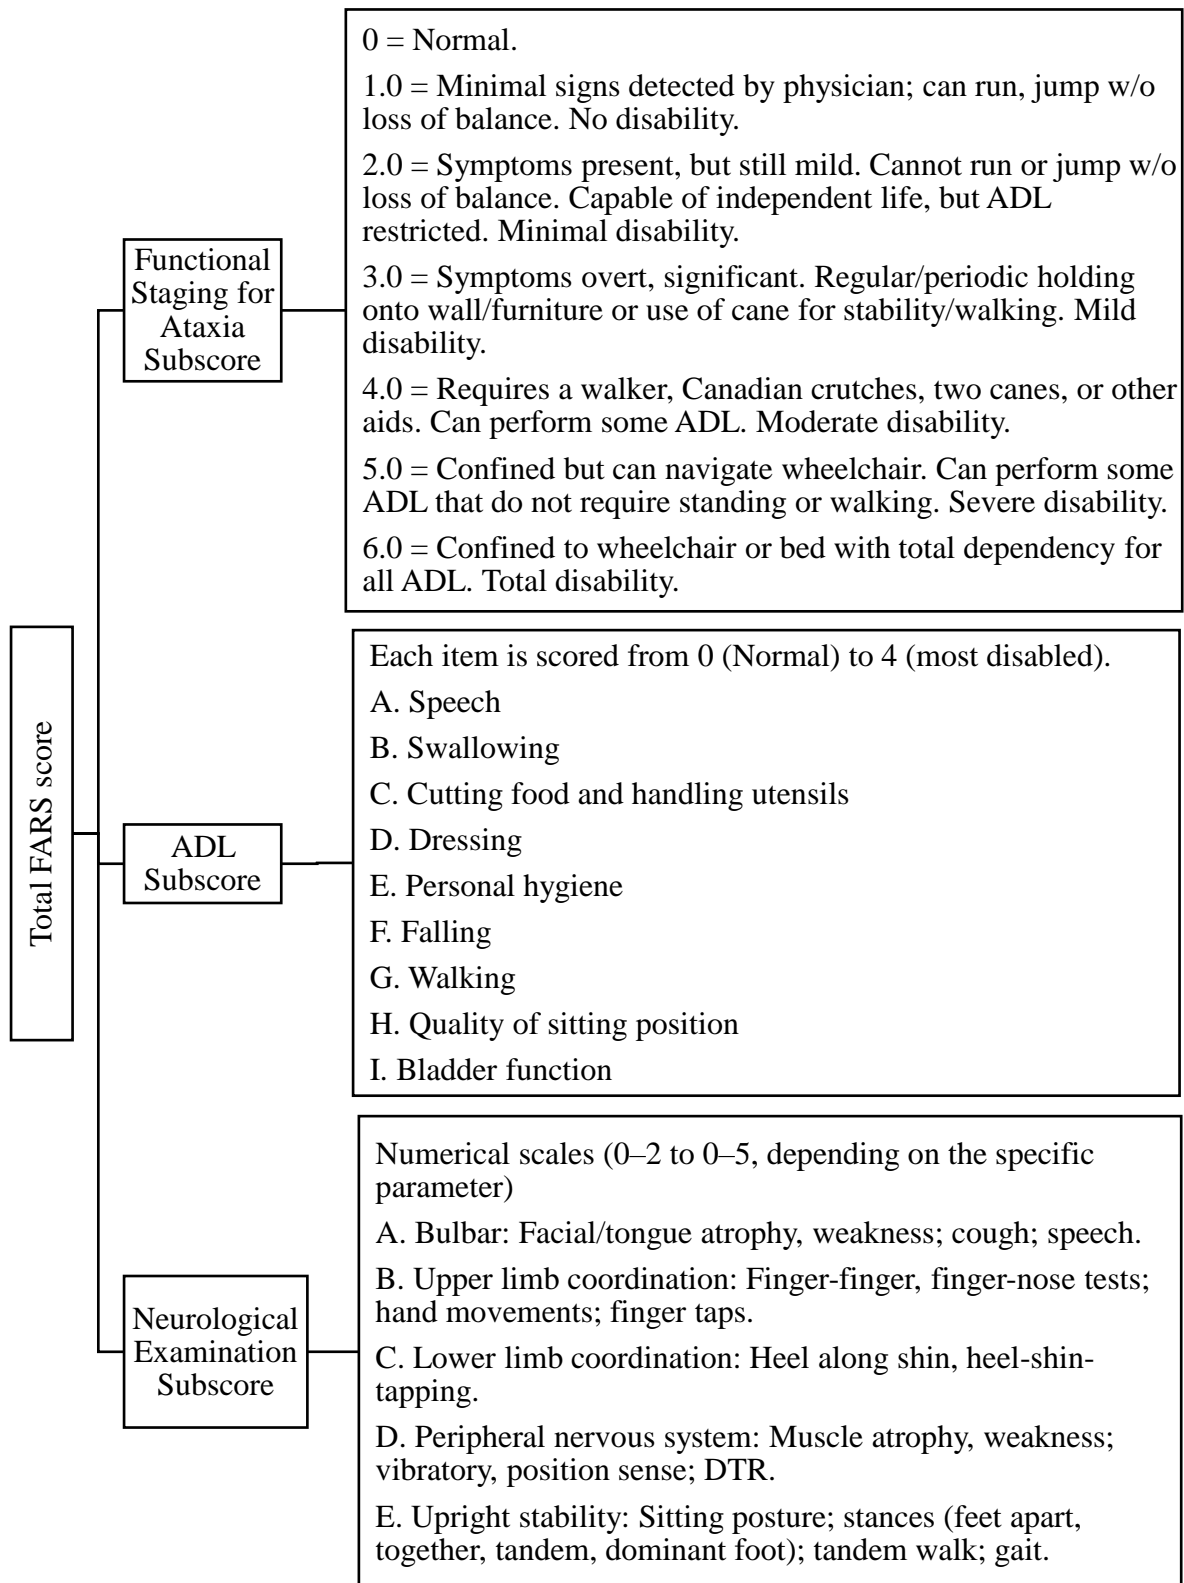 Total FARS score
Functional
Staging for
Ataxia
Subscore
0 = Normal.
1.0 = Minimal signs detected by physician; can run, jump w/o
loss of balance. No disability.
2.0 = Symptoms present, but still mild. Cannot run or jump w/o
loss of balance. Capable of independent life, but ADL
restricted. Minimal disability.
3.0 = Symptoms overt, significant. Regular/periodic holding
onto wall/furniture or use of cane for stability/walking. Mild
disability.
4.0 = Requires a walker, Canadian crutches, two canes, or other
aids. Can perform some ADL. Moderate disability.
5.0 = Confined but can navigate wheelchair. Can perform some
ADL that do not require standing or walking. Severe disability.
6.0 = Confined to wheelchair or bed with total dependency for
all ADL. Total disability.
ADL
Subscore
Each item is scored from 0 (Normal) to 4 (most disabled).
A. Speech
B. Swallowing
C. Cutting food and handling utensils
D. Dressing
E. Personal hygiene
F. Falling
G. Walking
H. Quality of sitting position
I. Bladder function
Neurological
Examination
Subscore
Numerical scales (0–2 to 0–5, depending on the specific
parameter)
A. Bulbar: Facial/tongue atrophy, weakness; cough; speech.
B. Upper limb coordination: Finger-finger, finger-nose tests;
hand movements; finger taps.
C. Lower limb coordination: Heel along shin, heel-shin-
tapping.
D. Peripheral nervous system: Muscle atrophy, weakness;
vibratory, position sense; DTR.
E. Upright stability: Sitting posture; stances (feet apart,
together, tandem, dominant foot); tandem walk; gait.